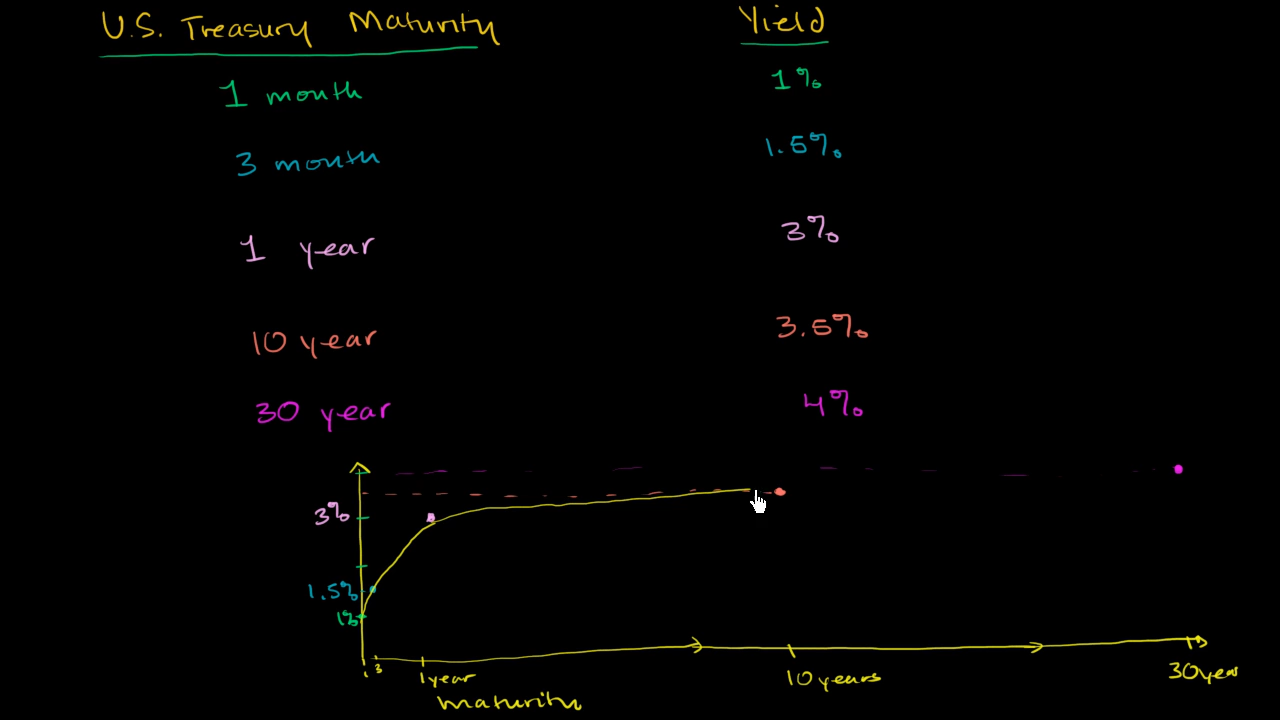 U.S. Treasury Maturity Yield
1 month 1%
3 month 1.5%
1 year 3%
10 year 3.5%
30 year 4%
3%
1.5%
1%
1 3 1 year 10 years 30 year
maturity